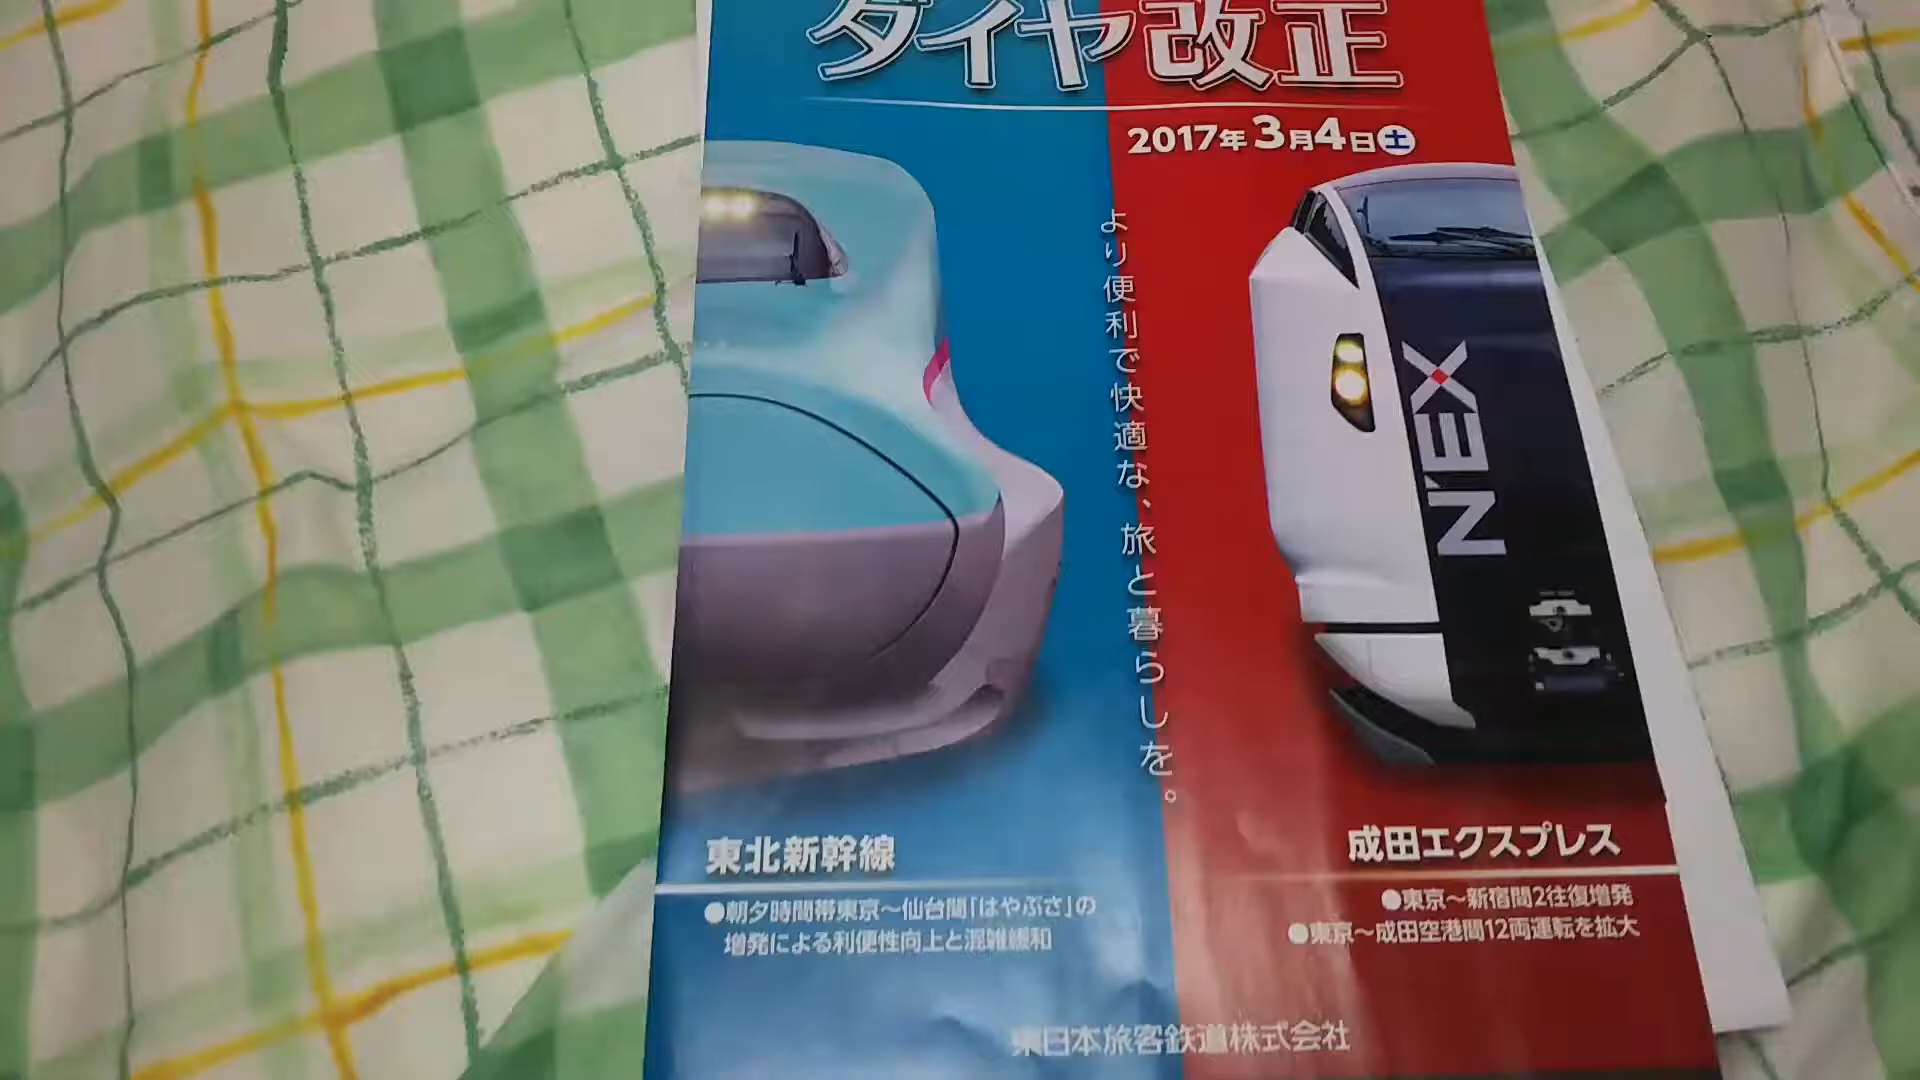 ダイヤ改正
2017年3月4日土
より便利で快適な、旅と暮らしを。
N'EX
東北新幹線
●朝夕時間帯東京～仙台間「はやぶさ」の
増発による利便性向上と混雑緩和
成田エクスプレス
●東京～新宿間2往復増発
●東京～成田空港間12両運転を拡大
東日本旅客鉄道株式会社